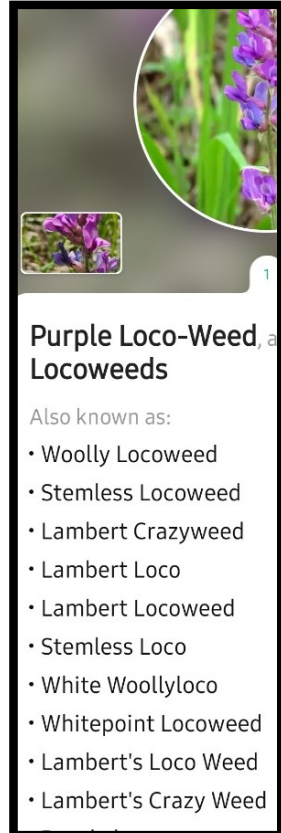 1
Purple Loco-Weed, a
Locoweeds
Also known as:
• Woolly Locoweed
• Stemless Locoweed
• Lambert Crazyweed
• Lambert Loco
• Lambert Locoweed
• Stemless Loco
• White Woollyloco
• Whitepoint Locoweed
• Lambert's Loco Weed
• Lambert's Crazy Weed